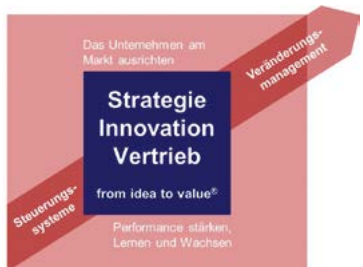 Das Unternehmen am
Markt ausrichten
Veränderungs-
management
Strategie
Innovation
Vertrieb
from idea to value®
Steuerungs-
systeme
Performance stärken,
Lernen und Wachsen